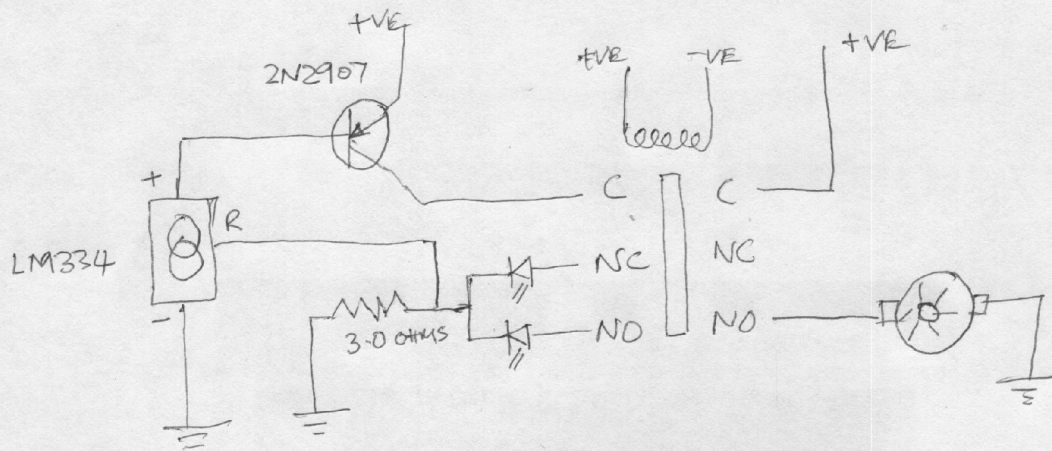 +VE
2N2907
+VE
-VE
+VE
+
C
C
R
LM334
NC
NC
-
3.0 OHMS
NO
NO